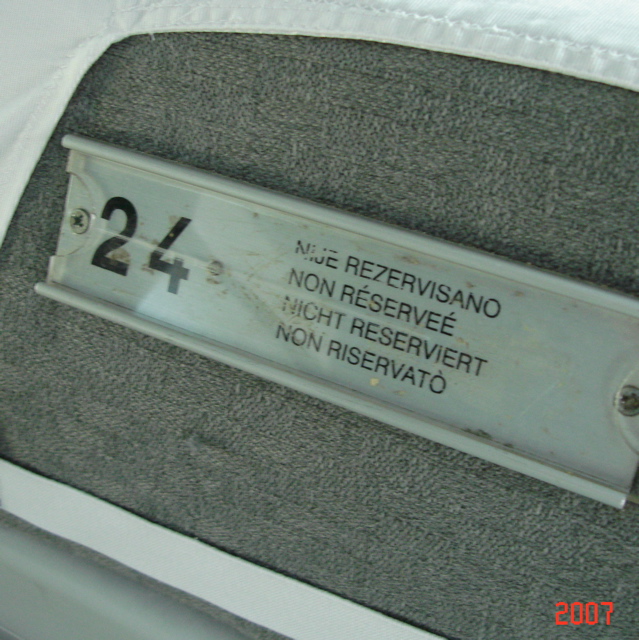 24
NIJE REZERVISANO
NON RÉSERVEÉ
NICHT RESERVIERT
NON RISERVATÒ
2007